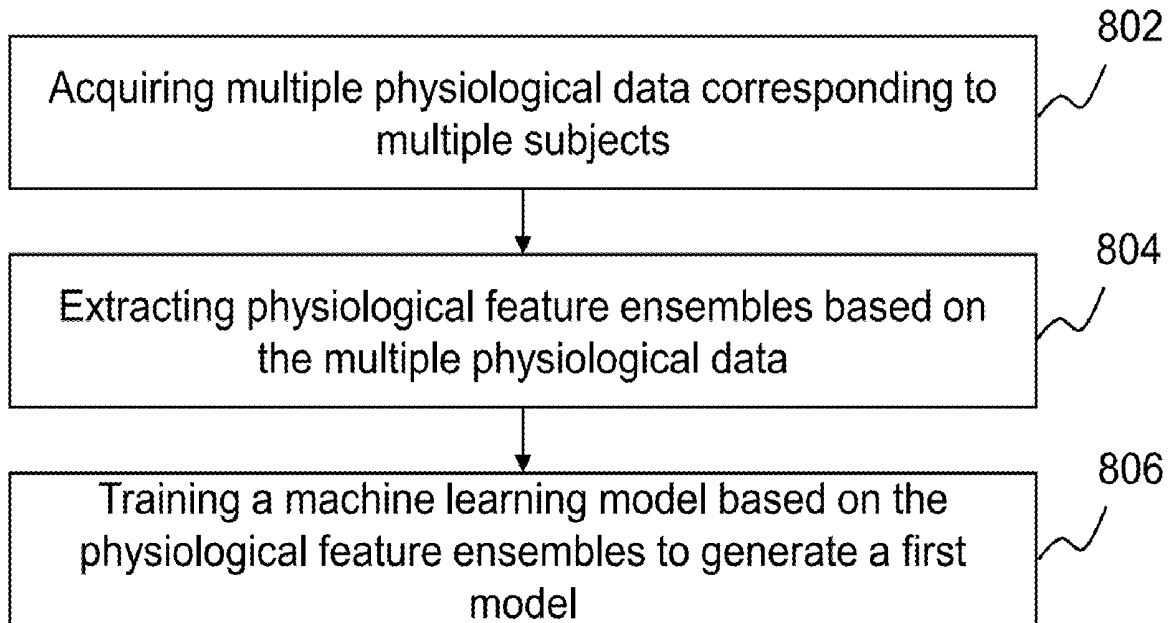 802
Acquiring multiple physiological data corresponding to
multiple subjects
804
Extracting physiological feature ensembles based on
the multiple physiological data
806
Training a machine learning model based on the
physiological feature ensembles to generate a first
model